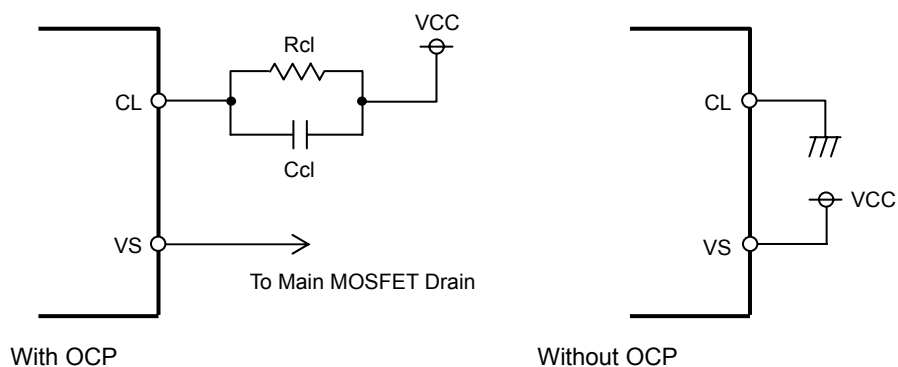 VCC
Rcl
CL
Ccl
VS
To Main MOSFET Drain
With OCP
CL
VCC
VS
Without OCP